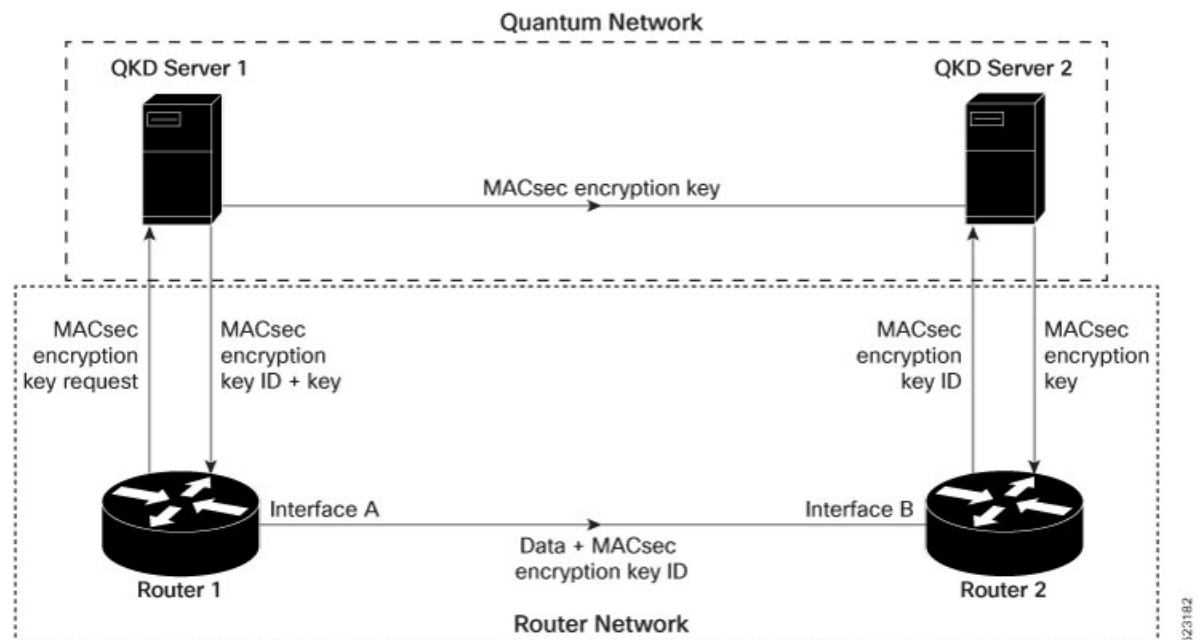 Quantum Network
QKD Server 1
QKD Server 2
MACsec encryption key
MACsec
encryption
key request
MACsec
encryption
key ID + key
MACsec
encryption
key ID
MACsec
encryption
key
Interface A
Interface B
Data + MACsec
encryption key ID
Router 1
Router 2
Router Network